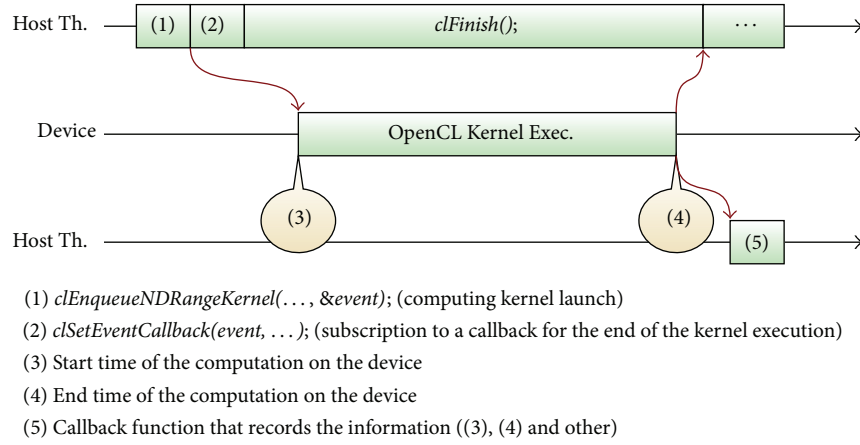 Host Th.
(1)
(2)
clFinish();
...
Device
OpenCL Kernel Exec.
(3)
(4)
Host Th.
(5)
(1) clEnqueueNDRangeKernel(..., &event); (computing kernel launch)
(2) clSetEventCallback(event, ...); (subscription to a callback for the end of the kernel execution)
(3) Start time of the computation on the device
(4) End time of the computation on the device
(5) Callback function that records the information ((3), (4) and other)